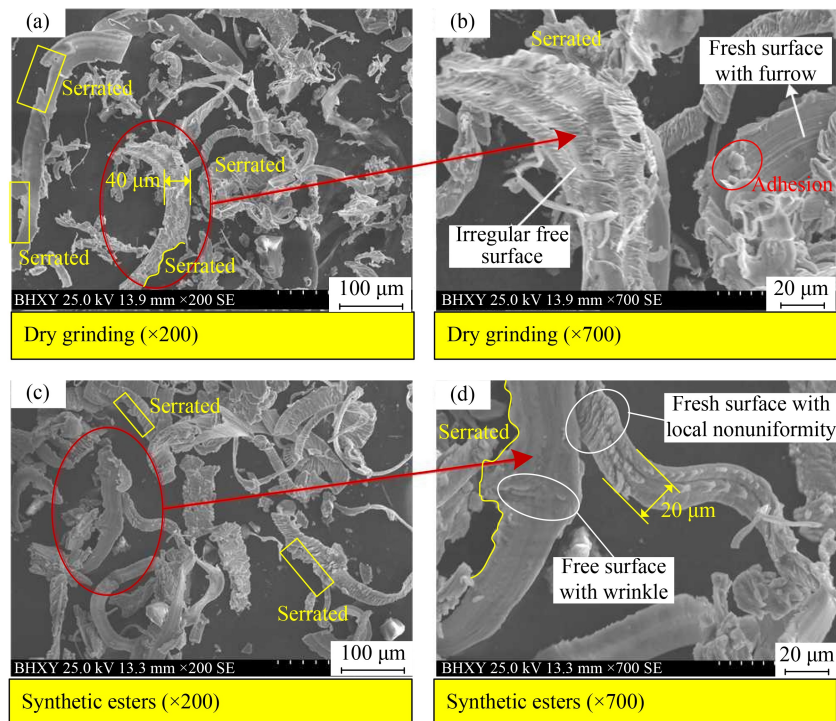 (a)
Serrated
Serrated
40 μm
Serrated
Serrated
100 μm
BHXY 25.0 kV 13.9 mm ×200 SE
Dry grinding (×200)
(b)
Serrated
Fresh surface
with furrow
Adhesion
Irregular free
surface
20 μm
BHXY 25.0 kV 13.9 mm ×700 SE
Dry grinding (×700)
(c)
Serrated
Serrated
100 μm
BHXY 25.0 kV 13.3 mm ×200 SE
Synthetic esters (×200)
(d)
Serrated
Fresh surface with
local nonuniformity
20 μm
Free surface
with wrinkle
20 μm
BHXY 25.0 kV 13.3 mm ×700 SE
Synthetic esters (×700)